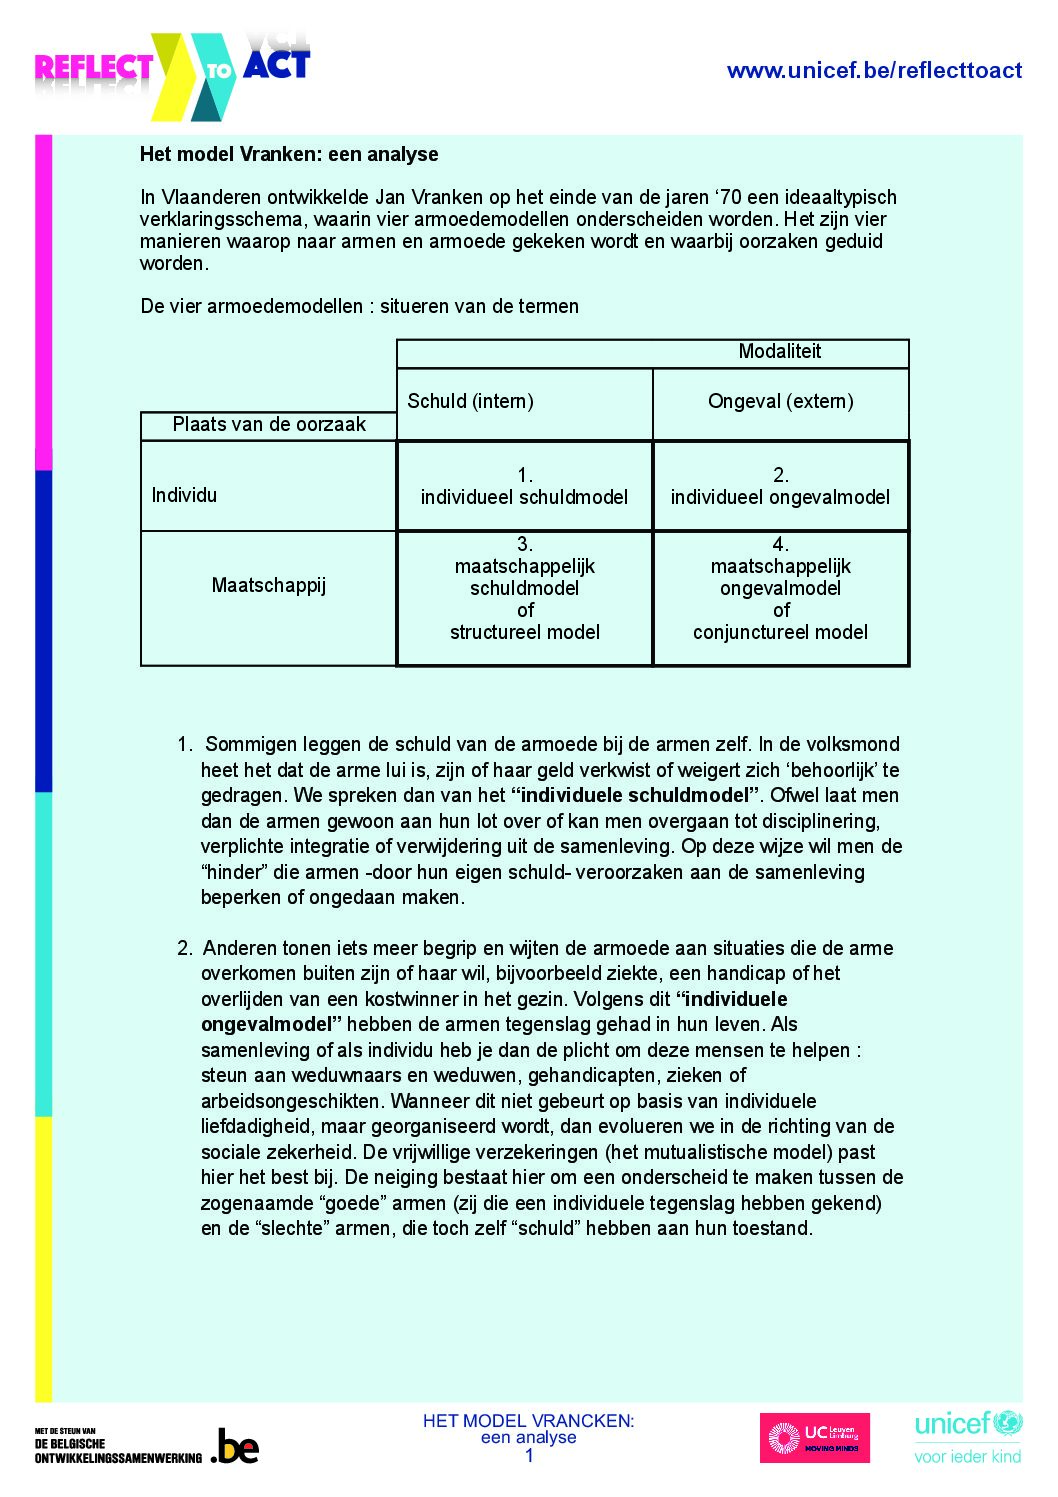 REFLECT TO ACT
www.unicef.be/reflecttoact
Het model Vranken: een analyse
In Vlaanderen ontwikkelde Jan Vranken op het einde van de jaren ‘70 een ideaaltypisch
verklaringsschema, waarin vier armoedemodellen onderscheiden worden. Het zijn vier
manieren waarop naar armen en armoede gekeken wordt en waarbij oorzaken geduid
worden.
De vier armoedemodellen : situeren van de termen
Modaliteit
Schuld (intern)
Ongeval (extern)
Plaats van de oorzaak
Individu
1.
individueel schuldmodel
2.
individueel ongevalmodel
Maatschappij
3.
maatschappelijk
schuldmodel
of
structureel model
4.
maatschappelijk
ongevalmodel
of
conjunctureel model
1. Sommigen leggen de schuld van de armoede bij de armen zelf. In de volksmond
heet het dat de arme lui is, zijn of haar geld verkwist of weigert zich ‘behoorlijk’ te
gedragen. We spreken dan van het “individuele schuldmodel”. Ofwel laat men
dan de armen gewoon aan hun lot over of kan men overgaan tot disciplinering,
verplichte integratie of verwijdering uit de samenleving. Op deze wijze wil men de
“hinder” die armen -door hun eigen schuld- veroorzaken aan de samenleving
beperken of ongedaan maken.
2. Anderen tonen iets meer begrip en wijten de armoede aan situaties die de arme
overkomen buiten zijn of haar wil, bijvoorbeeld ziekte, een handicap of het
overlijden van een kostwinner in het gezin. Volgens dit “individuele
ongevalmodel” hebben de armen tegenslag gehad in hun leven. Als
samenleving of als individu heb je dan de plicht om deze mensen te helpen :
steun aan weduwnaars en weduwen, gehandicapten, zieken of
arbeidsongeschikten. Wanneer dit niet gebeurt op basis van individuele
liefdadigheid, maar georganiseerd wordt, dan evolueren we in de richting van de
sociale zekerheid. De vrijwillige verzekeringen (het mutualistische model) past
hier het best bij. De neiging bestaat hier om een onderscheid te maken tussen de
zogenaamde “goede” armen (zij die een individuele tegenslag hebben gekend)
en de “slechte” armen, die toch zelf “schuld” hebben aan hun toestand.
MET DE STEUN VAN
DE BELGISCHE
ONTWIKKELINGSSAMENWERKING
.be
HET MODEL VRANCKEN:
een analyse
1
UC Leuven
Limburg
MOVING MINDS
unicef
voor ieder kind